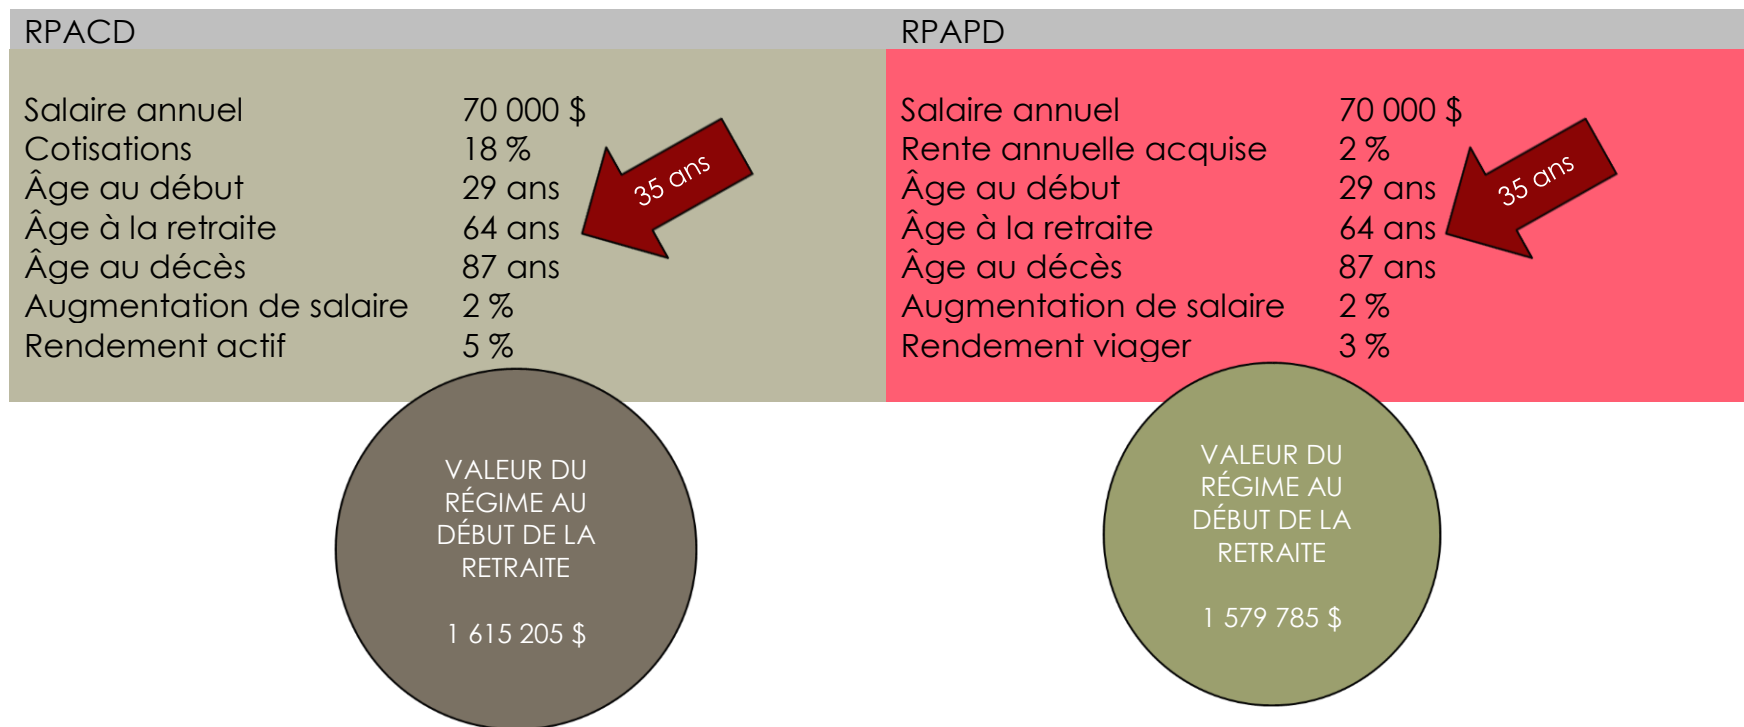 RPACD
Salaire annuel 70 000 $
Cotisations 18 %
Âge au début 29 ans
Âge à la retraite 64 ans
Âge au décès 87 ans
Augmentation de salaire 2 %
Rendement actif 5 %
35 ans
VALEUR DU
RÉGIME AU
DÉBUT DE LA
RETRAITE
1 615 205 $
RPAPD
Salaire annuel 70 000 $
Rente annuelle acquise 2 %
Âge au début 29 ans
Âge à la retraite 64 ans
Âge au décès 87 ans
Augmentation de salaire 2 %
Rendement viager 3 %
35 ans
VALEUR DU
RÉGIME AU
DÉBUT DE LA
RETRAITE
1 579 785 $